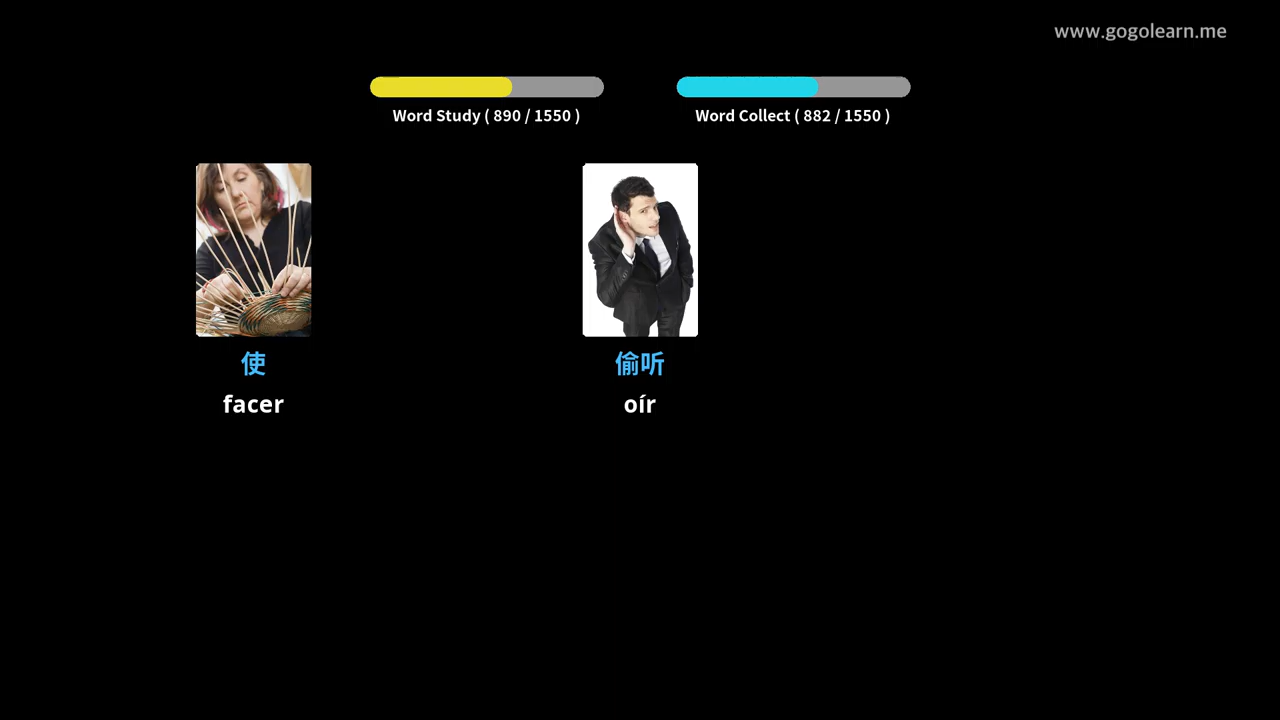 www.gogolearn.me
Word Study ( 890 / 1550 )
Word Collect ( 882 / 1550 )
使
facer
偷听
oír